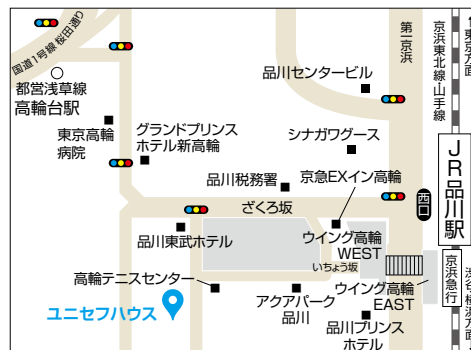 国道1号線 桜田通り
都営浅草線
高輪台駅
東京高輪
病院
グランドプリンス
ホテル新高輪
品川センタービル
シナガワグース
品川税務署
京急EXイン高輪
ざくろ坂
品川東武ホテル
ウイング高輪
WEST
いちょう坂
高輪テニスセンター
ユニセフハウス
アクアパーク
品川
ウイング高輪
EAST
品川プリンス
ホテル
第一京浜
京浜東北線・山手線
東京方面
JR品川駅
西口
京浜急行